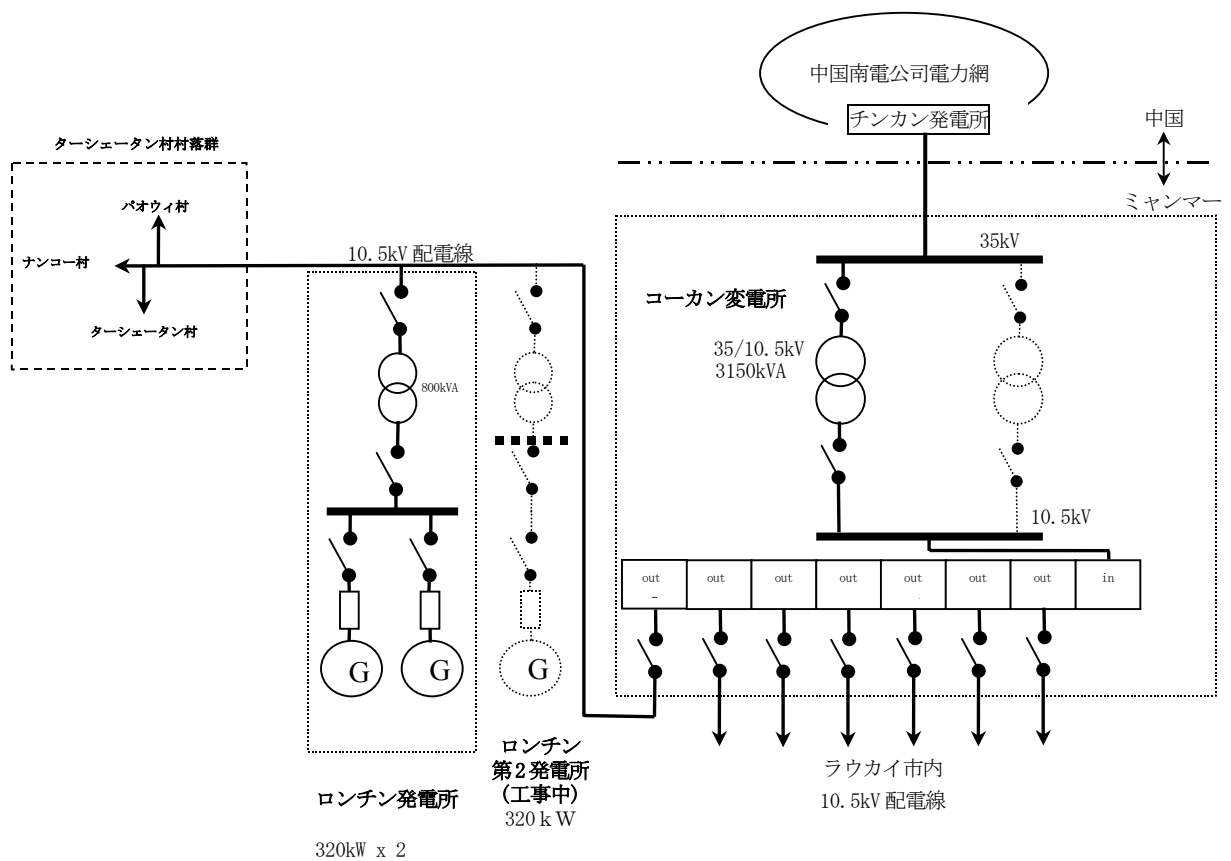 中国南電公司電力網
チンカン発電所
中国
ミャンマー
ターシェータン村村落群
パオウィ村
ナンコー村
ターシェータン村
10.5kV 配電線
35kV
コーカン変電所
35/10.5kV
3150kVA
800kVA
10.5kV
out
out
out
out
out
out
out
in
G
G
G
ロンチン
第2発電所
(工事中)
320ｋＷ
ロンチン発電所
320kW x 2
ラウカイ市内
10.5kV 配電線